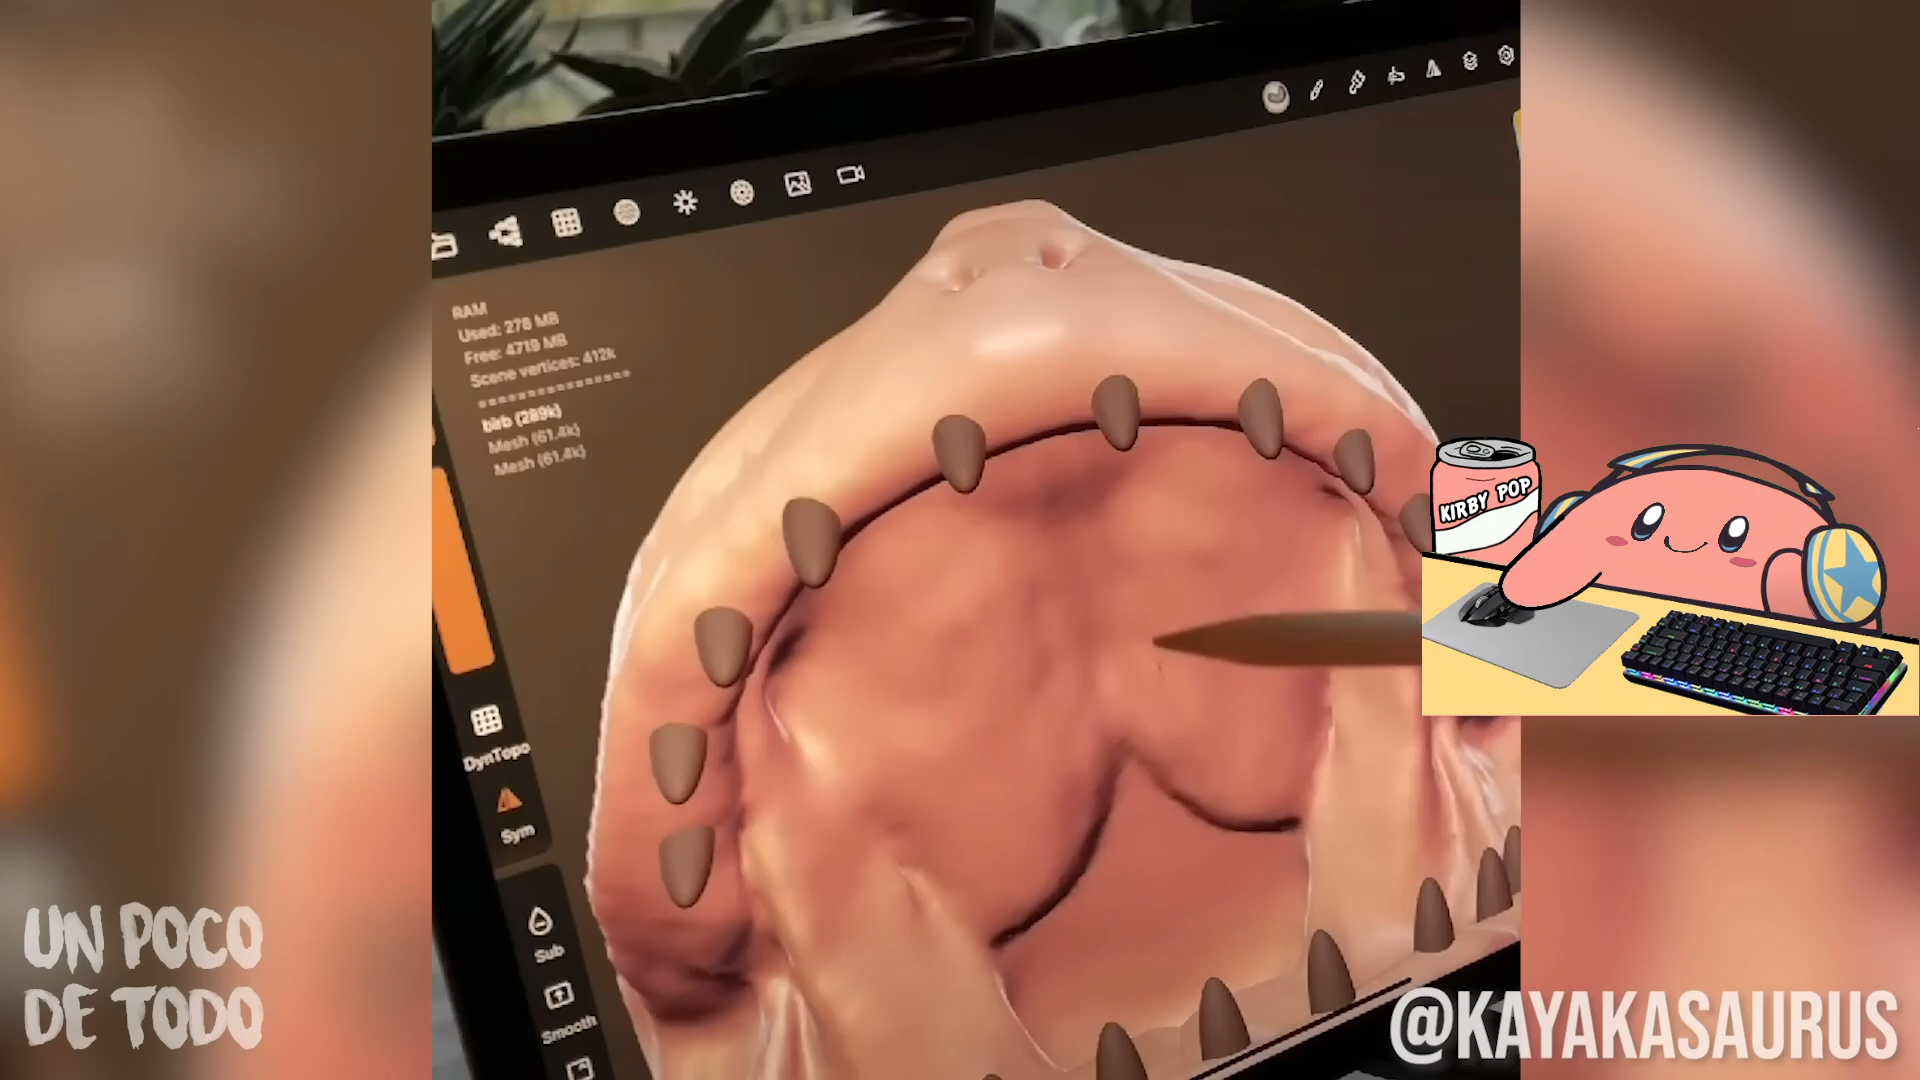 RAM
Used: 278 MB
Free: 4719 MB
Scene vertices: 412k
birb (289k)
Mesh (61.4k)
Mesh (61.4k)
DynTopo
Sym
Sub
Smooth
KIRBY POP
UN POCO
DE TODO
@KAYAKASAURUS